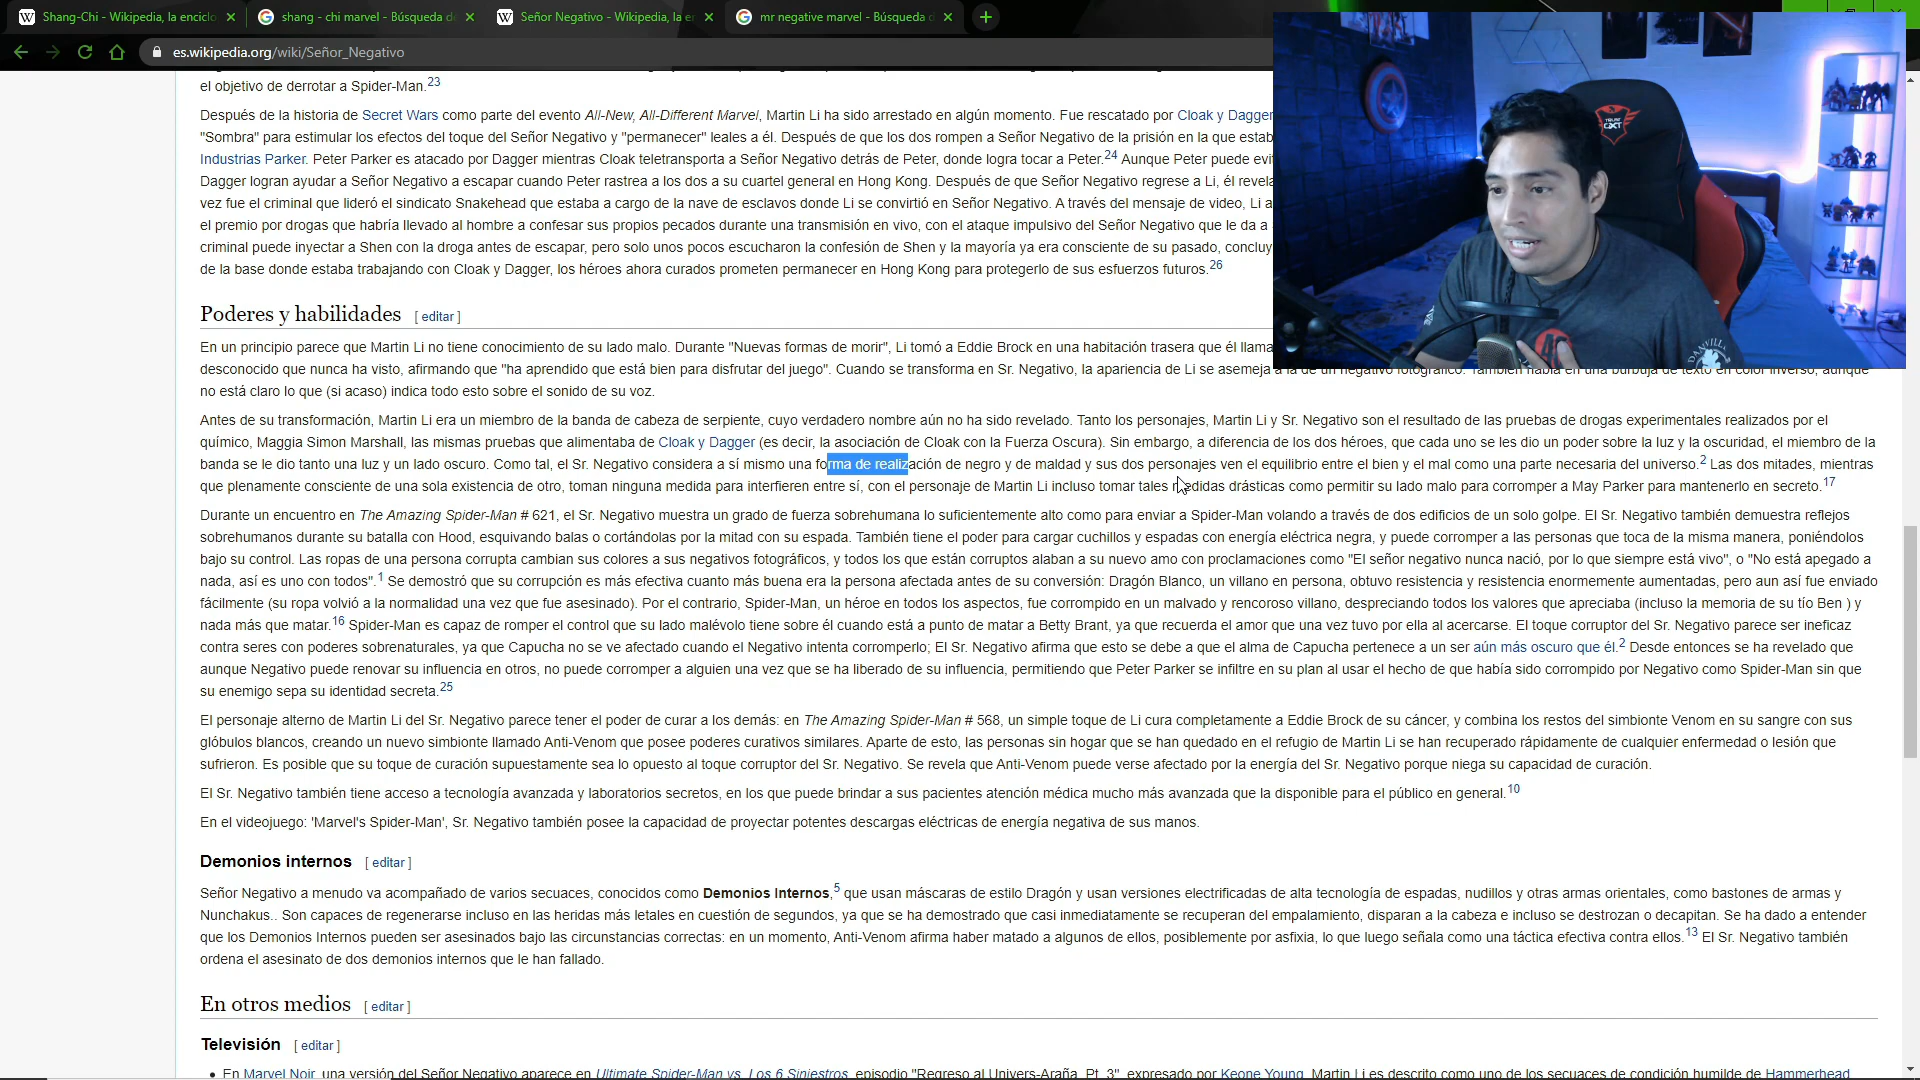 Shang-Chi - Wikipedia, la enciclo
shang - chi marvel - Búsqueda de
Señor Negativo - Wikipedia, la en
mr negative marvel - Búsqueda d
es.wikipedia.org/wiki/Señor_Negativo
el objetivo de derrotar a Spider-Man.23
Después de la historia de Secret Wars como parte del evento All-New, All-Different Marvel, Martin Li ha sido arrestado en algún momento. Fue rescatado por Cloak y Dagger
"Sombra" para estimular los efectos del toque del Señor Negativo y "permanecer" leales a él. Después de que los dos rompen a Señor Negativo de la prisión en la que estab
Industrias Parker. Peter Parker es atacado por Dagger mientras Cloak teletransporta a Señor Negativo detrás de Peter, donde logra tocar a Peter.24 Aunque Peter puede evi
Dagger logran ayudar a Señor Negativo a escapar cuando Peter rastrea a los dos a su cuartel general en Hong Kong. Después de que Señor Negativo regrese a Li, él revela
vez fue el criminal que lideró el sindicato Snakehead que estaba a cargo de la nave de esclavos donde Li se convirtió en Señor Negativo. A través del mensaje de video, Li a
el premio por drogas que habría llevado al hombre a confesar sus propios pecados durante una transmisión en vivo, con el ataque impulsivo del Señor Negativo que le da a
criminal puede inyectar a Shen con la droga antes de escapar, pero solo unos pocos escucharon la confesión de Shen y la mayoría ya era consciente de su pasado, concluy
de la base donde estaba trabajando con Cloak y Dagger, los héroes ahora curados prometen permanecer en Hong Kong para protegerlo de sus esfuerzos futuros.26
Poderes y habilidades [ editar ]
En un principio parece que Martin Li no tiene conocimiento de su lado malo. Durante "Nuevas formas de morir", Li tomó a Eddie Brock en una habitación trasera que él llama
desconocido que nunca ha visto, afirmando que "ha aprendido que está bien para disfrutar del juego". Cuando se transforma en Sr. Negativo, la apariencia de Li se asemeja a la de un negativo fotográfico. También había en una burbuja de texto en color inverso, aunque
no está claro lo que (si acaso) indica todo esto sobre el sonido de su voz.
Antes de su transformación, Martin Li era un miembro de la banda de cabeza de serpiente, cuyo verdadero nombre aún no ha sido revelado. Tanto los personajes, Martin Li y Sr. Negativo son el resultado de las pruebas de drogas experimentales realizados por el
químico, Maggia Simon Marshall, las mismas pruebas que alimentaba de Cloak y Dagger (es decir, la asociación de Cloak con la Fuerza Oscura). Sin embargo, a diferencia de los dos héroes, que cada uno se les dio un poder sobre la luz y la oscuridad, el miembro de la
banda se le dio tanto una luz y un lado oscuro. Como tal, el Sr. Negativo considera a sí mismo una forma de realización de negro y de maldad y sus dos personajes ven el equilibrio entre el bien y el mal como una parte necesaria del universo.2 Las dos mitades, mientras
que plenamente consciente de una sola existencia de otro, toman ninguna medida para interfieren entre sí, con el personaje de Martin Li incluso tomar tales medidas drásticas como permitir su lado malo para corromper a May Parker para mantenerlo en secreto.17
Durante un encuentro en The Amazing Spider-Man # 621, el Sr. Negativo muestra un grado de fuerza sobrehumana lo suficientemente alto como para enviar a Spider-Man volando a través de dos edificios de un solo golpe. El Sr. Negativo también demuestra reflejos
sobrehumanos durante su batalla con Hood, esquivando balas o cortándolas por la mitad con su espada. También tiene el poder para cargar cuchillos y espadas con energía eléctrica negra, y puede corromper a las personas que toca de la misma manera, poniéndolos
bajo su control. Las ropas de una persona corrupta cambian sus colores a sus negativos fotográficos, y todos los que están corruptos alaban a su nuevo amo con proclamaciones como "El señor negativo nunca nació, por lo que siempre está vivo", o "No está apegado a
nada, así es uno con todos".1 Se demostró que su corrupción es más efectiva cuanto más buena era la persona afectada antes de su conversión: Dragón Blanco, un villano en persona, obtuvo resistencia y resistencia enormemente aumentadas, pero aun así fue enviado
fácilmente (su ropa volvió a la normalidad una vez que fue asesinado). Por el contrario, Spider-Man, un héroe en todos los aspectos, fue corrompido en un malvado y rencoroso villano, despreciando todos los valores que apreciaba (incluso la memoria de su tío Ben ) y
nada más que matar.16 Spider-Man es capaz de romper el control que su lado malévolo tiene sobre él cuando está a punto de matar a Betty Brant, ya que recuerda el amor que una vez tuvo por ella al acercarse. El toque corruptor del Sr. Negativo parece ser ineficaz
contra seres con poderes sobrenaturales, ya que Capucha no se ve afectado cuando el Negativo intenta corromperlo; El Sr. Negativo afirma que esto se debe a que el alma de Capucha pertenece a un ser aún más oscuro que él.2 Desde entonces se ha revelado que
aunque Negativo puede renovar su influencia en otros, no puede corromper a alguien una vez que se ha liberado de su influencia, permitiendo que Peter Parker se infiltre en su plan al usar el hecho de que había sido corrompido por Negativo como Spider-Man sin que
su enemigo sepa su identidad secreta.25
El personaje alterno de Martin Li del Sr. Negativo parece tener el poder de curar a los demás: en The Amazing Spider-Man # 568, un simple toque de Li cura completamente a Eddie Brock de su cáncer, y combina los restos del simbionte Venom en su sangre con sus
glóbulos blancos, creando un nuevo simbionte llamado Anti-Venom que posee poderes curativos similares. Aparte de esto, las personas sin hogar que se han quedado en el refugio de Martin Li se han recuperado rápidamente de cualquier enfermedad o lesión que
sufrieron. Es posible que su toque de curación supuestamente sea lo opuesto al toque corruptor del Sr. Negativo. Se revela que Anti-Venom puede verse afectado por la energía del Sr. Negativo porque niega su capacidad de curación.
El Sr. Negativo también tiene acceso a tecnología avanzada y laboratorios secretos, en los que puede brindar a sus pacientes atención médica mucho más avanzada que la disponible para el público en general.10
En el videojuego: 'Marvel's Spider-Man', Sr. Negativo también posee la capacidad de proyectar potentes descargas eléctricas de energía negativa de sus manos.
Demonios internos [ editar ]
Señor Negativo a menudo va acompañado de varios secuaces, conocidos como Demonios Internos,5 que usan máscaras de estilo Dragón y usan versiones electrificadas de alta tecnología de espadas, nudillos y otras armas orientales, como bastones de armas y
Nunchakus.. Son capaces de regenerarse incluso en las heridas más letales en cuestión de segundos, ya que se ha demostrado que casi inmediatamente se recuperan del empalamiento, disparan a la cabeza e incluso se destrozan o decapitan. Se ha dado a entender
que los Demonios Internos pueden ser asesinados bajo las circunstancias correctas: en un momento, Anti-Venom afirma haber matado a algunos de ellos, posiblemente por asfixia, lo que luego señala como una táctica efectiva contra ellos.13 El Sr. Negativo también
ordena el asesinato de dos demonios internos que le han fallado.
En otros medios [ editar ]
Televisión [ editar ]
• En Marvel Noir, una versión del Señor Negativo aparece en Ultimate Spider-Man vs. Los 6 Siniestros, episodio "Regreso al Univers-Araña, Pt. 3", expresado por Keone Young. Martin Li es descrito como uno de los secuaces de condición humilde de Hammerhead